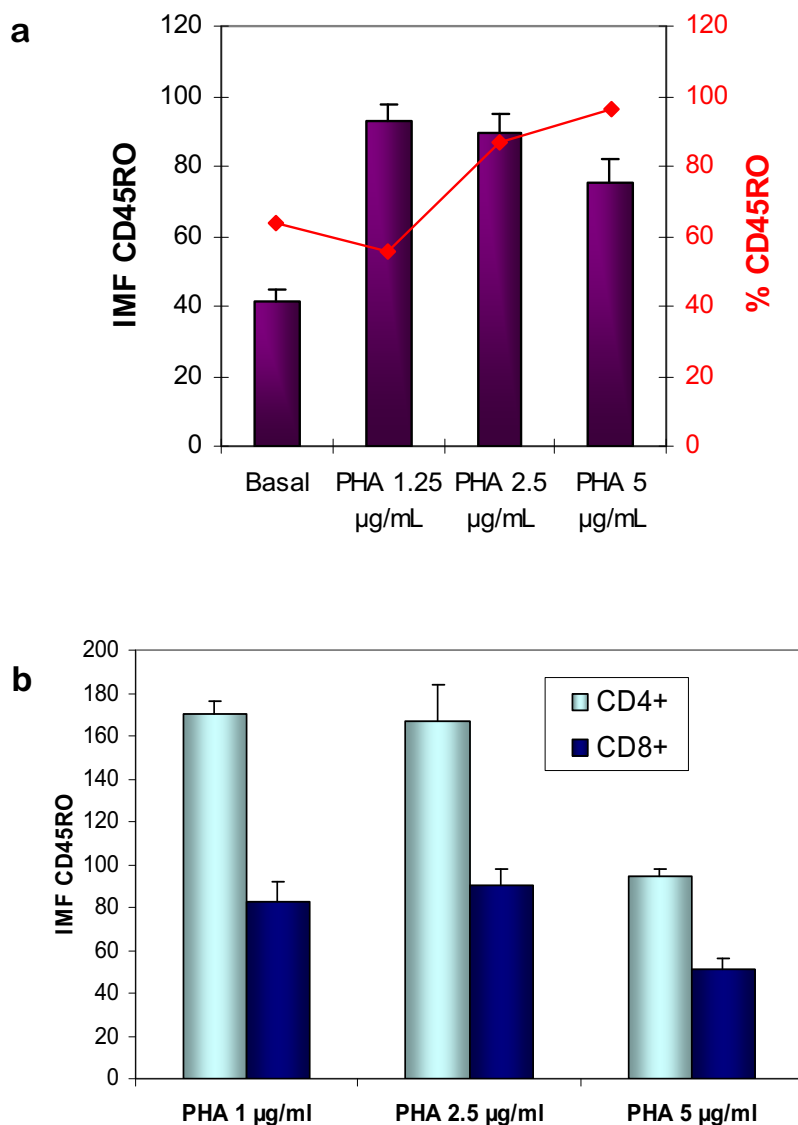 a
120
100
80
60
40
20
0
IMF CD45RO
120
100
80
60
40
20
0
% CD45RO
Basal
PHA 1.25
µg/mL
PHA 2.5
µg/mL
PHA 5
µg/mL
b
200
180
160
140
120
100
80
60
40
20
0
IMF CD45RO
CD4+
CD8+
PHA 1 µg/ml
PHA 2.5 µg/ml
PHA 5 µg/ml